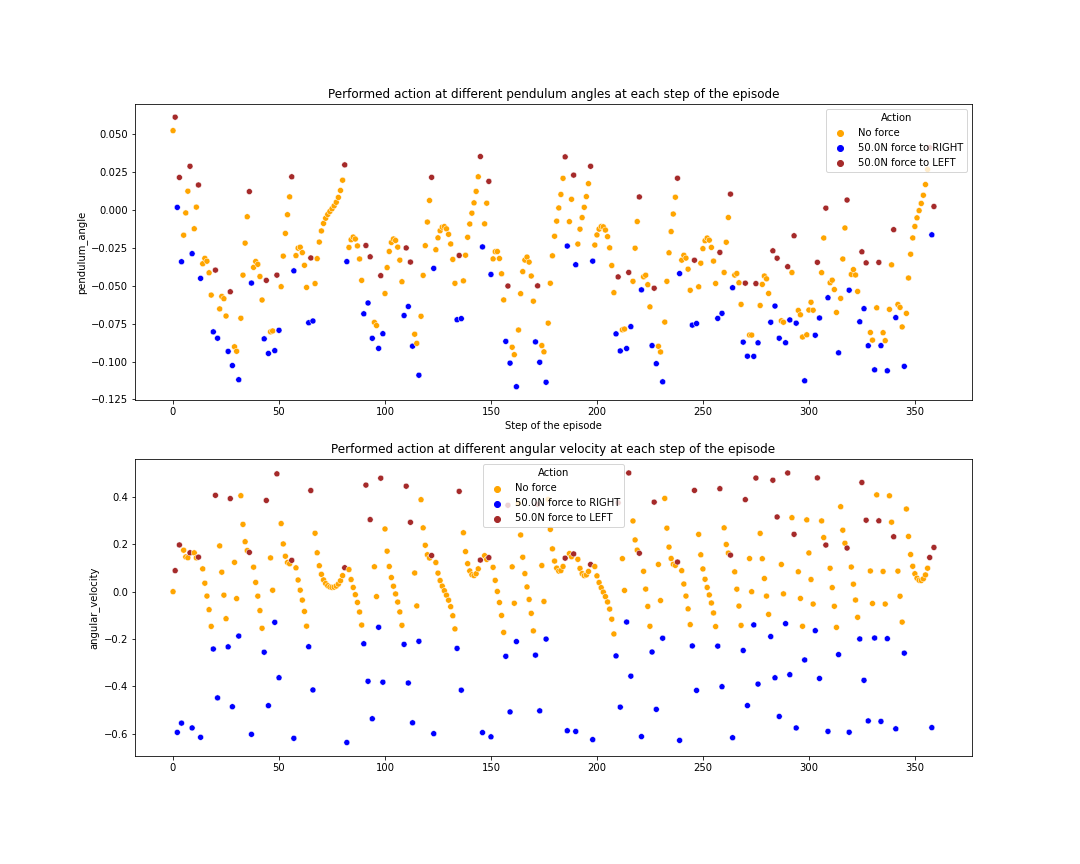 Performed action at different pendulum angles at each step of the episode
pendulum_angle
0.050
0.025
0.000
−0.025
−0.050
−0.075
−0.100
−0.125
Action
No force
50.0N force to RIGHT
50.0N force to LEFT
0 50 100 150 200 250 300 350
Step of the episode
Performed action at different angular velocity at each step of the episode
angular_velocity
0.4
0.2
0.0
−0.2
−0.4
−0.6
Action
No force
50.0N force to RIGHT
50.0N force to LEFT
0 50 100 150 200 250 300 350